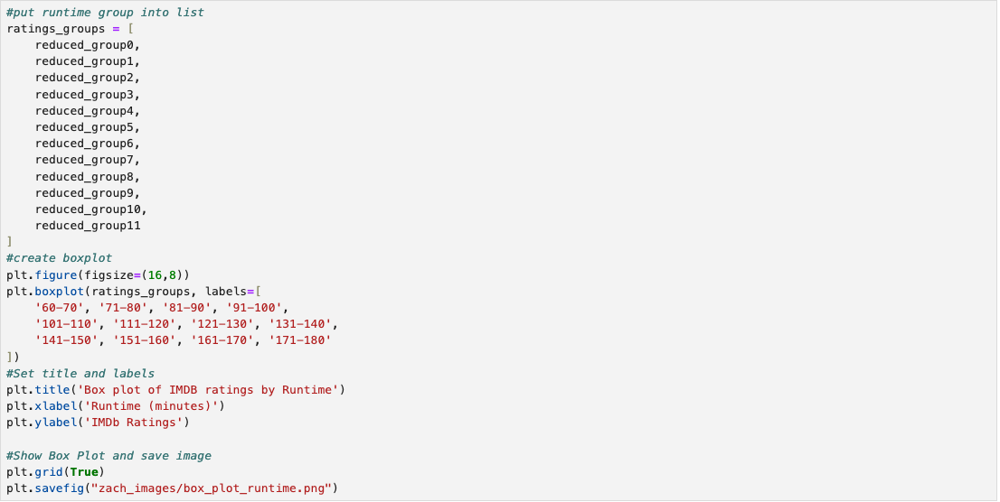 #put runtime group into list
ratings_groups = [
    reduced_group0,
    reduced_group1,
    reduced_group2,
    reduced_group3,
    reduced_group4,
    reduced_group5,
    reduced_group6,
    reduced_group7,
    reduced_group8,
    reduced_group9,
    reduced_group10,
    reduced_group11
]
#create boxplot
plt.figure(figsize=(16,8))
plt.boxplot(ratings_groups, labels=[
    '60-70', '71-80', '81-90', '91-100',
    '101-110', '111-120', '121-130', '131-140',
    '141-150', '151-160', '161-170', '171-180'
])
#Set title and labels
plt.title('Box plot of IMDB ratings by Runtime')
plt.xlabel('Runtime (minutes)')
plt.ylabel('IMDb Ratings')

#Show Box Plot and save image
plt.grid(True)
plt.savefig("zach_images/box_plot_runtime.png")